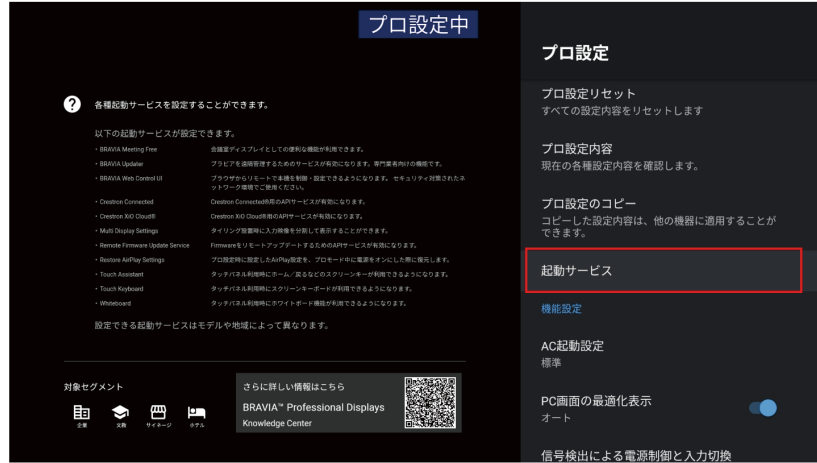 プロ設定中
各種起動サービスを設定することができます。
以下の起動サービスが設定できます。
・BRAVIA Meeting Free 会議室ディスプレイとしての便利な機能が利用できます。
・BRAVIA Updater ブラビアを遠隔管理するためのサービスが有効になります。専門業者向けの機能です。
・BRAVIA Web Control UI ブラウザからリモートで本機を制御・設定できるようになります。 セキュリティ対策されたネ
ットワーク環境でご使用ください。
・Crestron Connected Crestron Connected®用のAPIサービスが有効になります。
・Crestron XiO Cloud® Crestron XiO Cloud®用のAPIサービスが有効になります。
・Multi Display Settings タイリング設置時に入力映像を分割して表示することができます。
・Remote Firmware Update Service Firmwareをリモートアップデートするためのサービスが有効になります。
・Restore AirPlay Settings プロ設定時に設定したAirPlay設定を、プロモード中に電源をオンにした際に復元します。
・Touch Assistant タッチパネル利用時にホーム／戻るなどのスクリーンキーが利用できるようになります。
・Touch Keyboard タッチパネル利用時にスクリーンキーボードが利用できるようになります。
・Whiteboard タッチパネル利用時にホワイトボード機能が利用できるようになります。
設定できる起動サービスはモデルや地域によって異なります。
対象セグメント
企業 文教 サイネージ ホテル
さらに詳しい情報はこちら
BRAVIA™ Professional Displays
Knowledge Center
プロ設定
プロ設定リセット
すべての設定内容をリセットします
プロ設定内容
現在の各種設定内容を確認します。
プロ設定のコピー
コピーした設定内容は、他の機器に適用することが
できます。
起動サービス
機能設定
AC起動設定
標準
PC画面の最適化表示
オート
信号検出による電源制御と入力切換